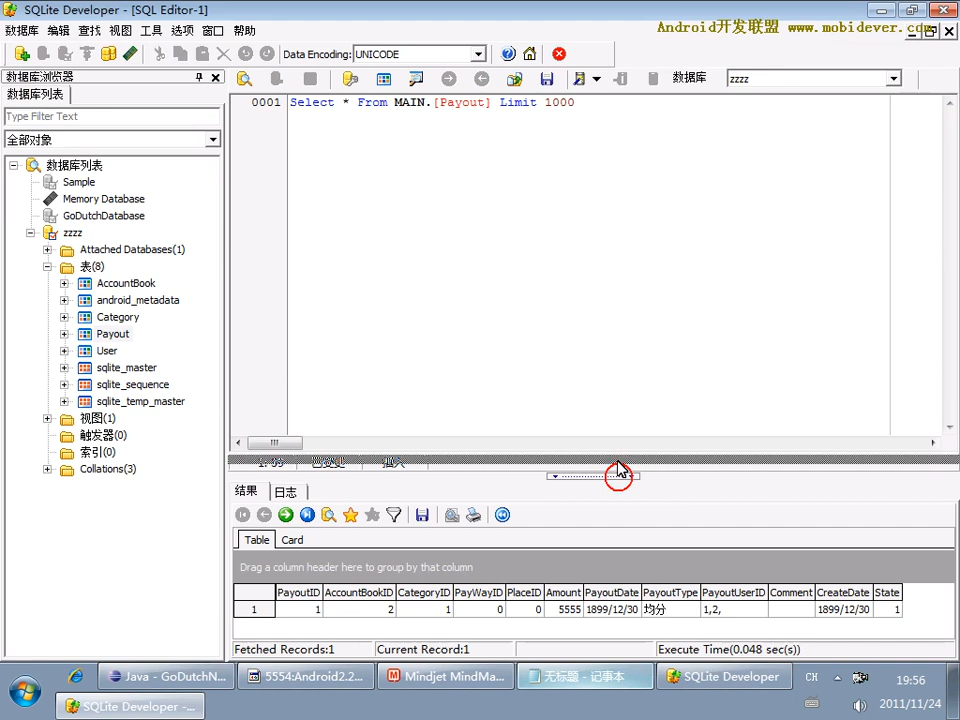 SQLite Developer - [SQL Editor-1]
数据库 编辑 查找 视图 工具 选项 窗口 帮助
Android开发联盟 www.mobidever.com
Data Encoding: UNICODE
数据库浏览器
数据库 zzzz
数据库列表
Type Filter Text
全部对象
0001 Select * From MAIN.[Payout] Limit 1000
数据库列表
Sample
Memory Database
GoDutchDatabase
zzzz
Attached Databases(1)
表(8)
AccountBook
android_metadata
Category
Payout
User
sqlite_master
sqlite_sequence
sqlite_temp_master
视图(1)
触发器(0)
索引(0)
Collations(3)
已变更 插入
结果 日志
Table Card
Drag a column header here to group by that column
PayoutID AccountBookID CategoryID PayWayID PlaceID Amount PayoutDate PayoutType PayoutUserID Comment CreateDate State
1 1 2 1 0 0 5555 1899/12/30 均分 1,2, 1899/12/30 1
Fetched Records:1 Current Record:1 Execute Time(0.048 sec(s))
Java - GoDutchN... 5554:Android2.2... Mindjet MindMa... 无标题 - 记事本 SQLite Developer CH 19:56
SQLite Developer -... 2011/11/24